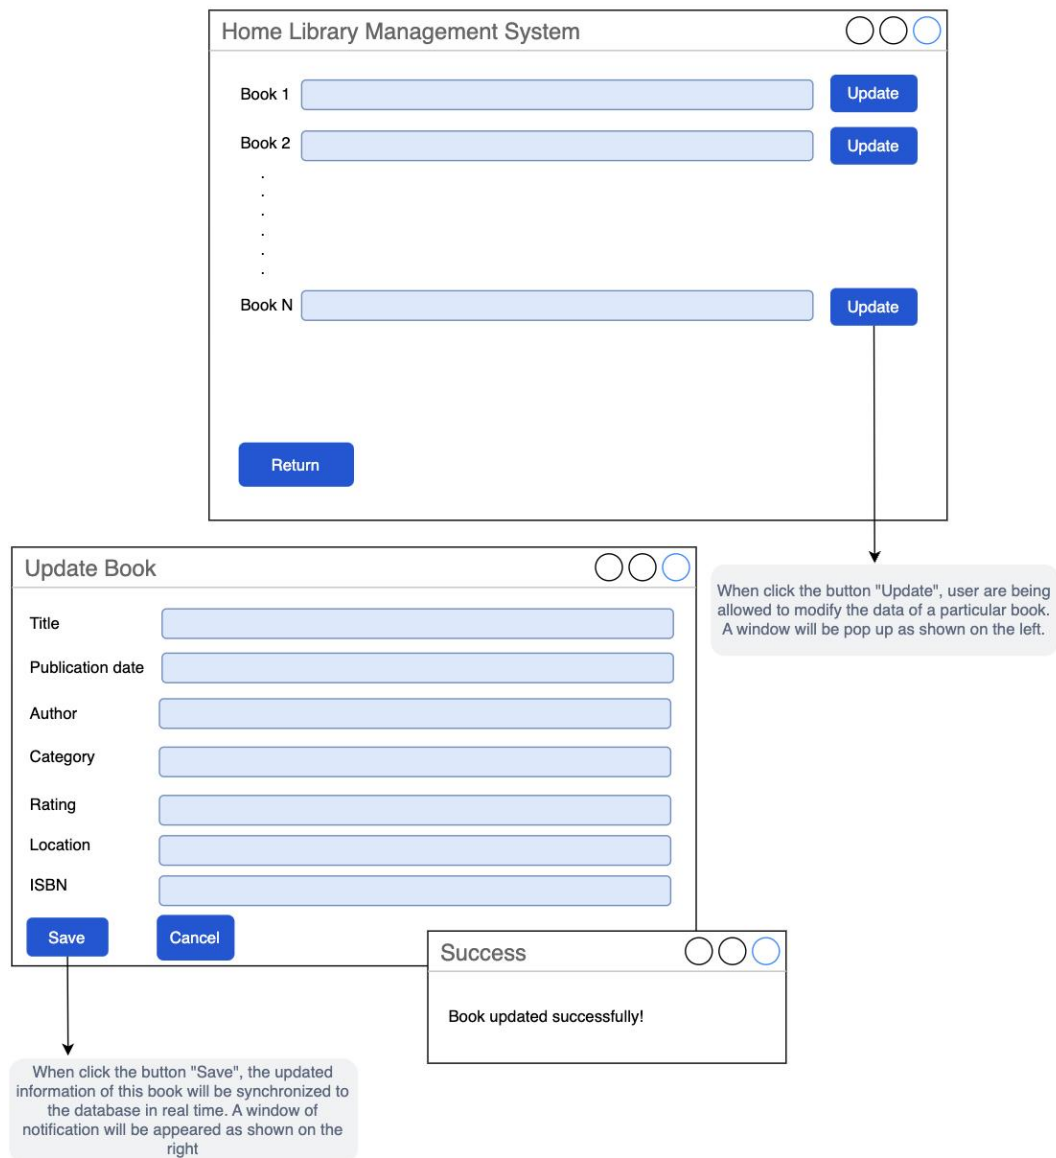 Home Library Management System
Book 1
Update
Book 2
Update
.
.
.
.
.
.
Book N
Update
Return
When click the button "Update", user are being
allowed to modify the data of a particular book.
A window will be pop up as shown on the left.
Update Book
Title
Publication date
Author
Category
Rating
Location
ISBN
Save
Cancel
Success
Book updated successfully!
When click the button "Save", the updated
information of this book will be synchronized to
the database in real time. A window of
notification will be appeared as shown on the
right